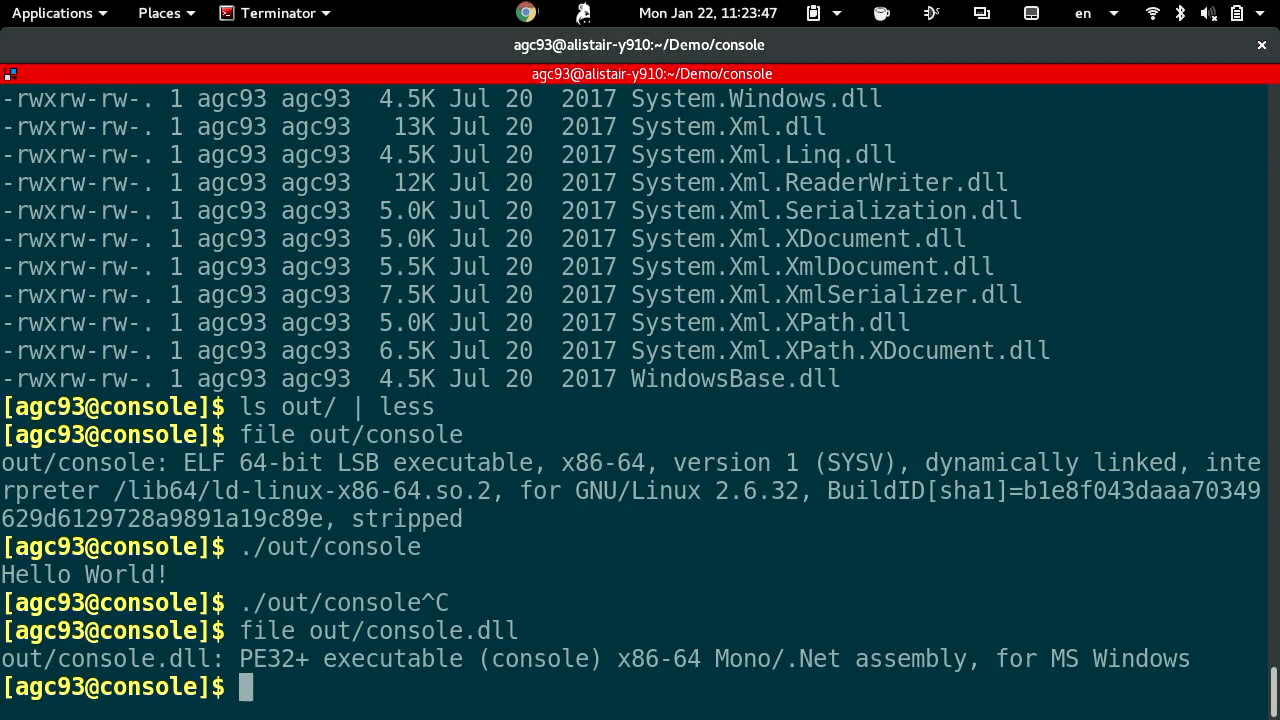 Applications Places Terminator Mon Jan 22, 11:23:47 en
agc93@alistair-y910:~/Demo/console
agc93@alistair-y910:~/Demo/console
-rwxrw-rw-. 1 agc93 agc93  4.5K Jul 20  2017 System.Windows.dll
-rwxrw-rw-. 1 agc93 agc93   13K Jul 20  2017 System.Xml.dll
-rwxrw-rw-. 1 agc93 agc93  4.5K Jul 20  2017 System.Xml.Linq.dll
-rwxrw-rw-. 1 agc93 agc93   12K Jul 20  2017 System.Xml.ReaderWriter.dll
-rwxrw-rw-. 1 agc93 agc93  5.0K Jul 20  2017 System.Xml.Serialization.dll
-rwxrw-rw-. 1 agc93 agc93  5.0K Jul 20  2017 System.Xml.XDocument.dll
-rwxrw-rw-. 1 agc93 agc93  5.5K Jul 20  2017 System.Xml.XmlDocument.dll
-rwxrw-rw-. 1 agc93 agc93  7.5K Jul 20  2017 System.Xml.XmlSerializer.dll
-rwxrw-rw-. 1 agc93 agc93  5.0K Jul 20  2017 System.Xml.XPath.dll
-rwxrw-rw-. 1 agc93 agc93  6.5K Jul 20  2017 System.Xml.XPath.XDocument.dll
-rwxrw-rw-. 1 agc93 agc93  4.5K Jul 20  2017 WindowsBase.dll
[agc93@console]$ ls out/ | less
[agc93@console]$ file out/console
out/console: ELF 64-bit LSB executable, x86-64, version 1 (SYSV), dynamically linked, inte
rpreter /lib64/ld-linux-x86-64.so.2, for GNU/Linux 2.6.32, BuildID[sha1]=b1e8f043daaa70349
629d6129728a9891a19c89e, stripped
[agc93@console]$ ./out/console
Hello World!
[agc93@console]$ ./out/console^C
[agc93@console]$ file out/console.dll
out/console.dll: PE32+ executable (console) x86-64 Mono/.Net assembly, for MS Windows
[agc93@console]$